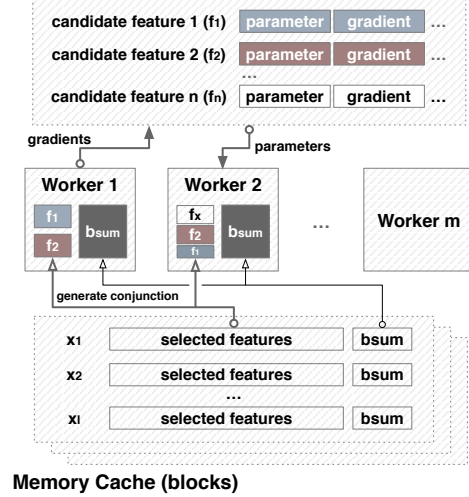 candidate feature 1 (f1) parameter gradient ...
candidate feature 2 (f2) parameter gradient ...
...
candidate feature n (fn) parameter gradient ...
gradients
parameters
Worker 1
Worker 2
f1
f2
bsum
fx
f2
f1
bsum
...
Worker m
generate conjunction
x1 selected features bsum
x2 selected features bsum
...
xl selected features bsum
Memory Cache (blocks)